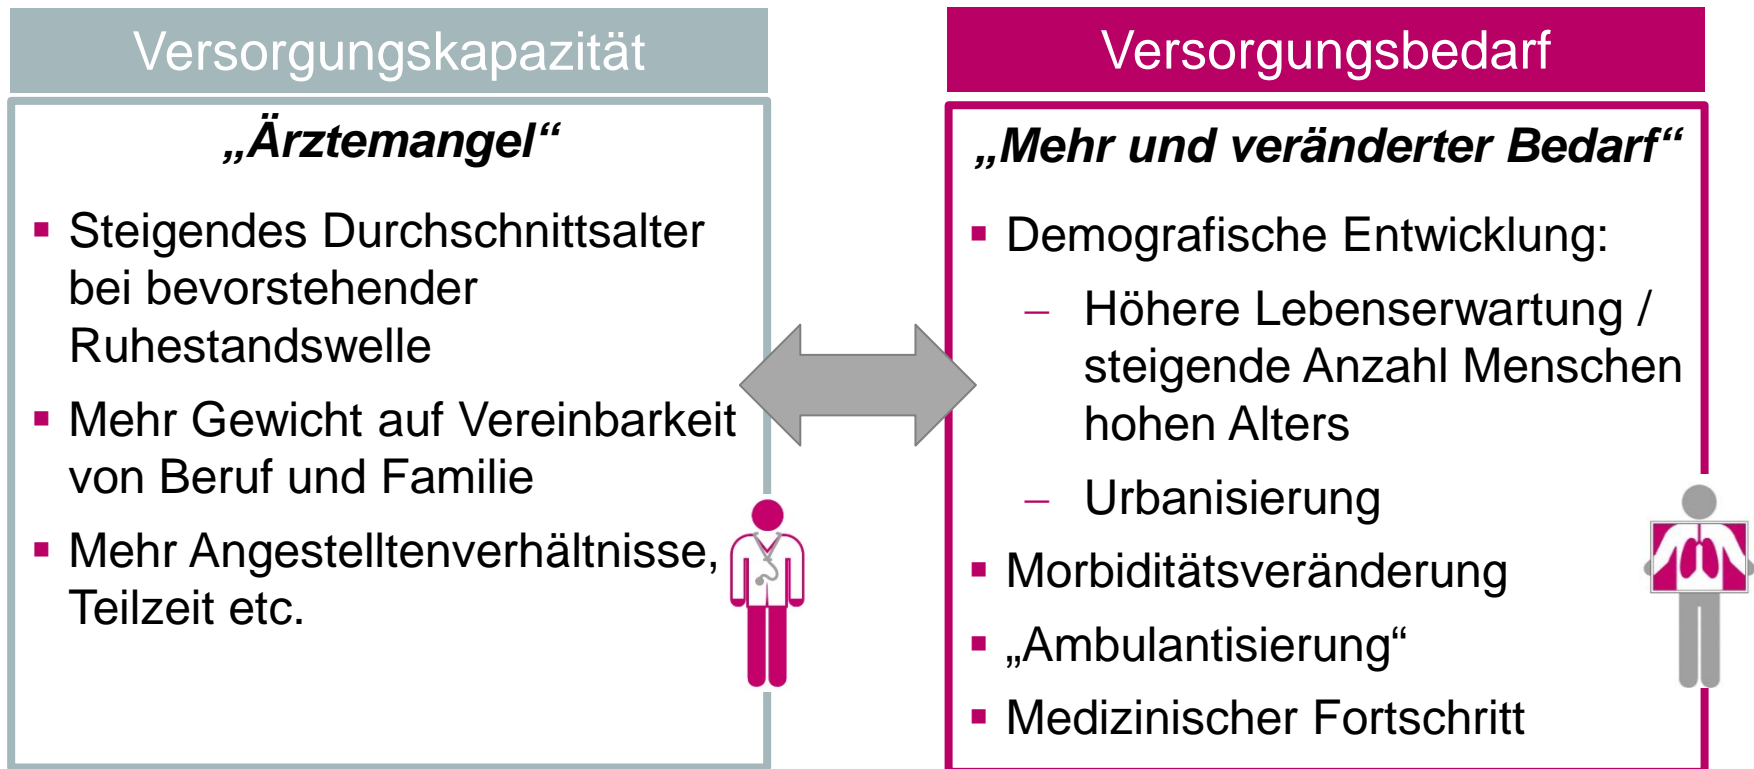 Versorgungskapazität
„Ärztemangel“
▪ Steigendes Durchschnittsalter
bei bevorstehender
Ruhestandswelle
▪ Mehr Gewicht auf Vereinbarkeit
von Beruf und Familie
▪ Mehr Angestelltenverhältnisse,
Teilzeit etc.
Versorgungsbedarf
„Mehr und veränderter Bedarf“
▪ Demografische Entwicklung:
– Höhere Lebenserwartung /
steigende Anzahl Menschen
hohen Alters
– Urbanisierung
▪ Morbiditätsveränderung
▪ „Ambulantisierung“
▪ Medizinischer Fortschritt